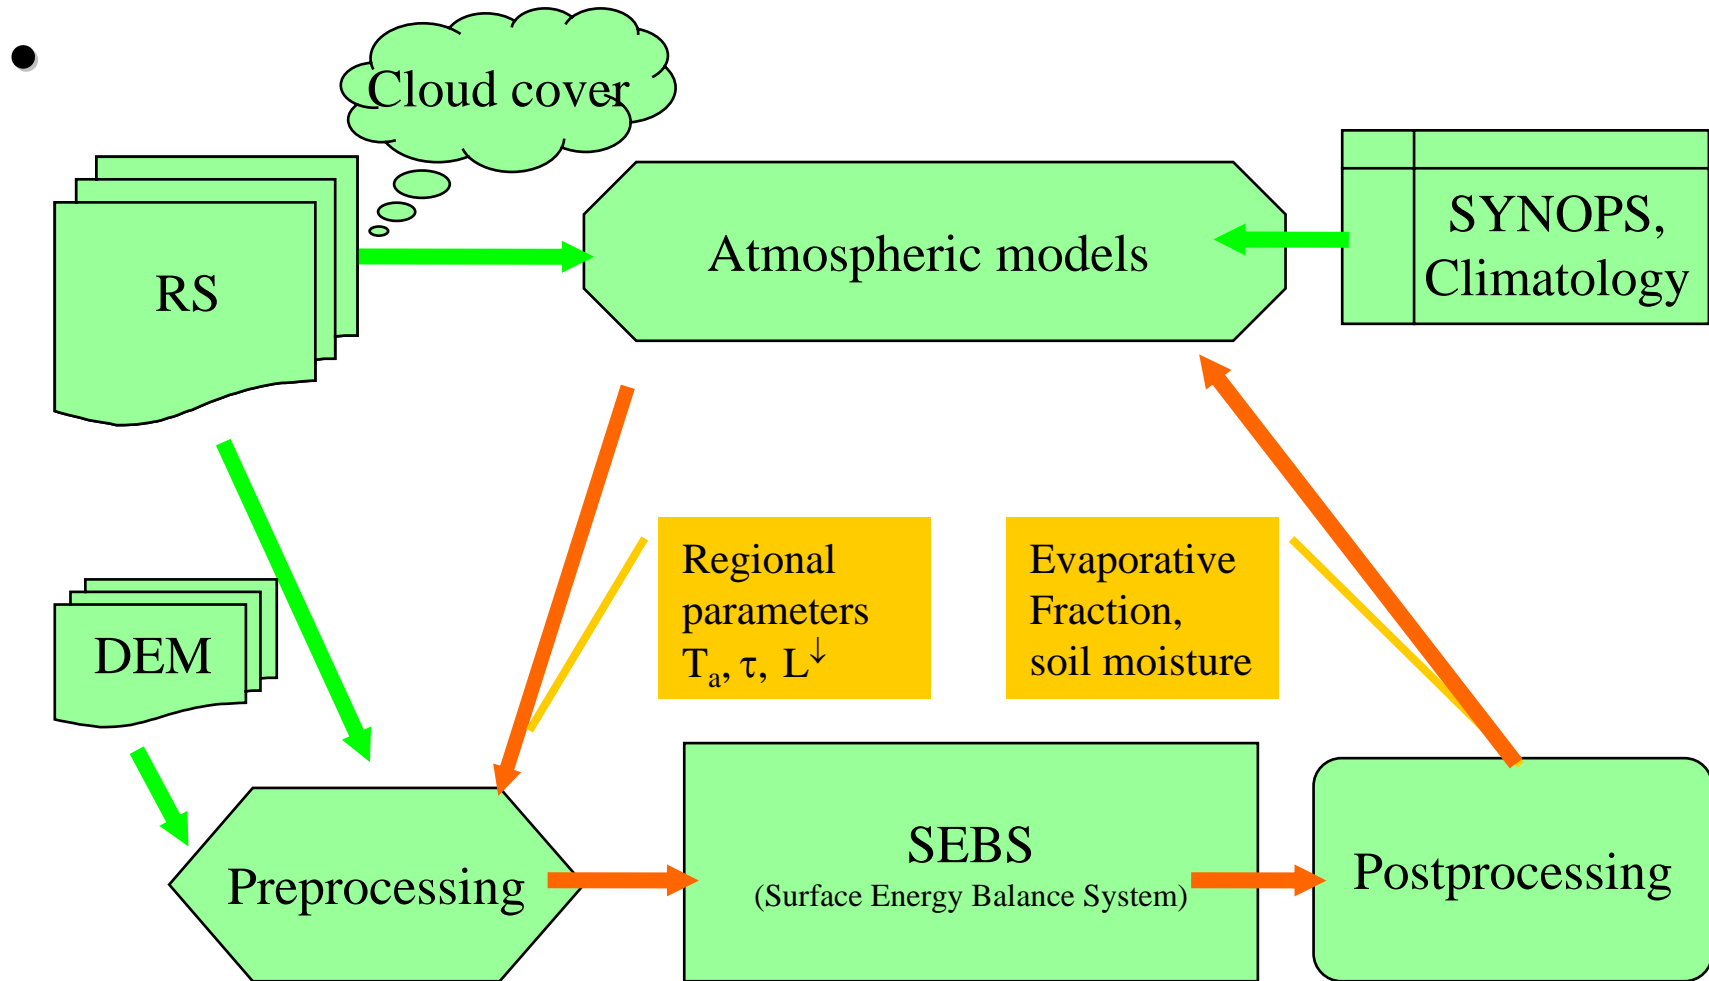 Cloud cover
RS
Atmospheric models
SYNOPS,
Climatology
DEM
Regional
parameters
Tₐ, τ, L↓
Evaporative
Fraction,
soil moisture
Preprocessing
SEBS
(Surface Energy Balance System)
Postprocessing